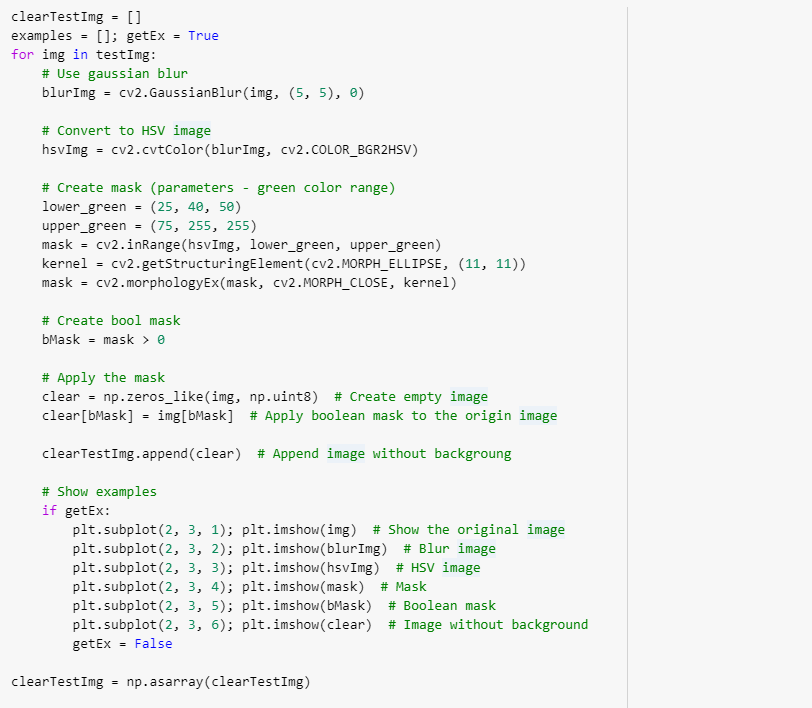 clearTestImg = []
examples = []; getEx = True
for img in testImg:
    # Use gaussian blur
    blurImg = cv2.GaussianBlur(img, (5, 5), 0)

    # Convert to HSV image
    hsvImg = cv2.cvtColor(blurImg, cv2.COLOR_BGR2HSV)

    # Create mask (parameters - green color range)
    lower_green = (25, 40, 50)
    upper_green = (75, 255, 255)
    mask = cv2.inRange(hsvImg, lower_green, upper_green)
    kernel = cv2.getStructuringElement(cv2.MORPH_ELLIPSE, (11, 11))
    mask = cv2.morphologyEx(mask, cv2.MORPH_CLOSE, kernel)

    # Create bool mask
    bMask = mask > 0

    # Apply the mask
    clear = np.zeros_like(img, np.uint8)  # Create empty image
    clear[bMask] = img[bMask]  # Apply boolean mask to the origin image

    clearTestImg.append(clear)  # Append image without backgroung

    # Show examples
    if getEx:
        plt.subplot(2, 3, 1); plt.imshow(img)  # Show the original image
        plt.subplot(2, 3, 2); plt.imshow(blurImg)  # Blur image
        plt.subplot(2, 3, 3); plt.imshow(hsvImg)  # HSV image
        plt.subplot(2, 3, 4); plt.imshow(mask)  # Mask
        plt.subplot(2, 3, 5); plt.imshow(bMask)  # Boolean mask
        plt.subplot(2, 3, 6); plt.imshow(clear)  # Image without background
        getEx = False

clearTestImg = np.asarray(clearTestImg)